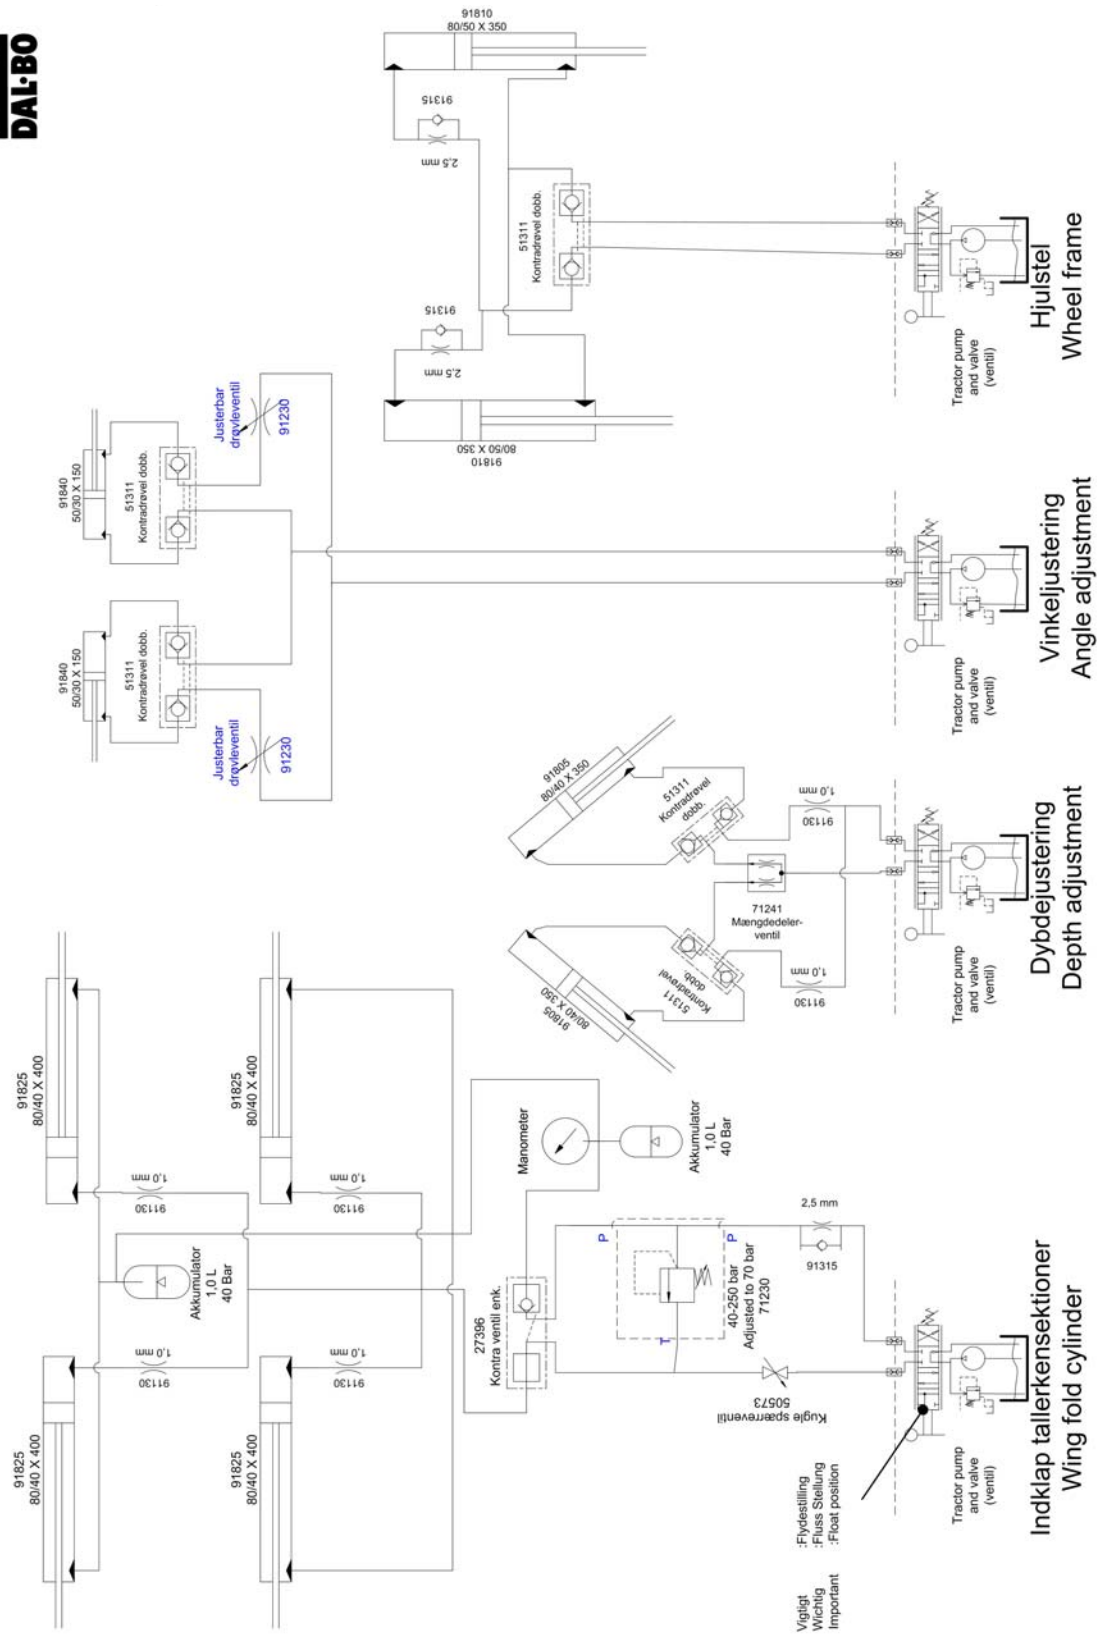 DAL-BO
91825
80/40 X 400
91825
80/40 X 400
91825
80/40 X 400
91825
80/40 X 400
91130
1,0 mm
91130
1,0 mm
91130
1,0 mm
91130
1,0 mm
Akkumulator
1,0 L
40 Bar
27396
Kontra ventil enk.
Manometer
Akkumulator
1,0 L
40 Bar
P
P
T
40-250 bar
Adjusted to 70 bar
71230
2,5 mm
91315
Kugle spærreventil
50573
Vigtigt :Flydestilling
Wichtig :Fluss Stellung
Important :Float position
Tractor pump
and valve
(ventil)
Indklap tallerkensektioner
Wing fold cylinder
91805
80/40 X 350
91805
80/40 X 350
51311
Kontradrøvel
dobb.
51311
Kontradrøvel
dobb.
71241
Mængdedeler-
ventil
91130
1,0 mm
91130
1,0 mm
Tractor pump
and valve
(ventil)
Dybdejustering
Depth adjustment
91840
50/30 X 150
91840
50/30 X 150
51311
Kontradrøvel dobb.
51311
Kontradrøvel dobb.
Justerbar
drøvleventil
91230
Justerbar
drøvleventil
91230
Tractor pump
and valve
(ventil)
Vinkeljustering
Angle adjustment
91810
80/50 X 350
91810
80/50 X 350
91315
2,5 mm
91315
2,5 mm
51311
Kontradrøvel dobb.
Tractor pump
and valve
(ventil)
Hjulstel
Wheel frame